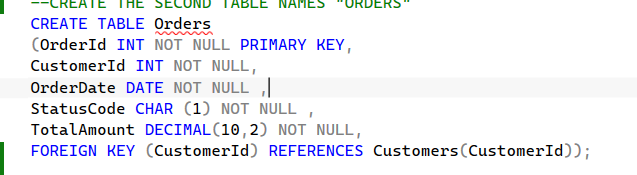 --CREATE THE SECOND TABLE NAMES "ORDERS"
CREATE TABLE Orders
(OrderId INT NOT NULL PRIMARY KEY,
CustomerId INT NOT NULL,
OrderDate DATE NOT NULL ,
StatusCode CHAR (1) NOT NULL ,
TotalAmount DECIMAL(10,2) NOT NULL,
FOREIGN KEY (CustomerId) REFERENCES Customers(CustomerId));